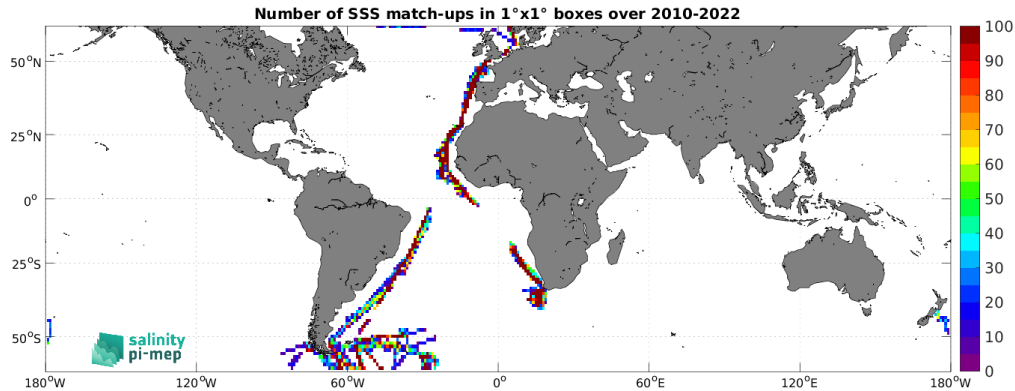 Number of SSS match-ups in 1°x1° boxes over 2010-2022
50°N
25°N
0°
25°S
50°S
180°W
120°W
60°W
0°
60°E
120°E
180°W
100
90
80
70
60
50
40
30
20
10
0
salinity
pi-mep